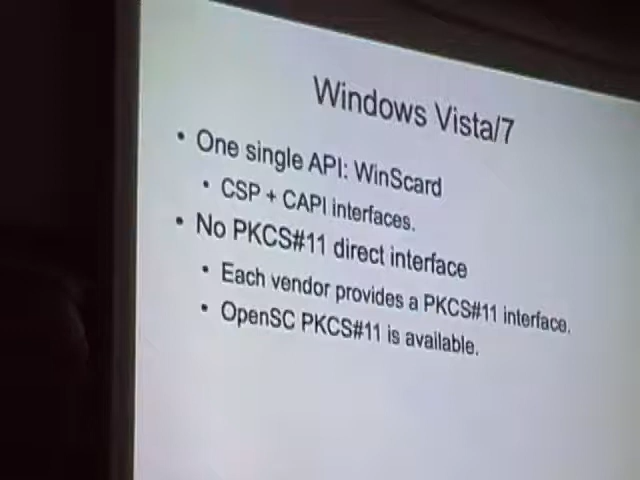 Windows Vista/7
• One single API: WinScard
• CSP + CAPI interfaces.
• No PKCS#11 direct interface
• Each vendor provides a PKCS#11 interface.
• OpenSC PKCS#11 is available.